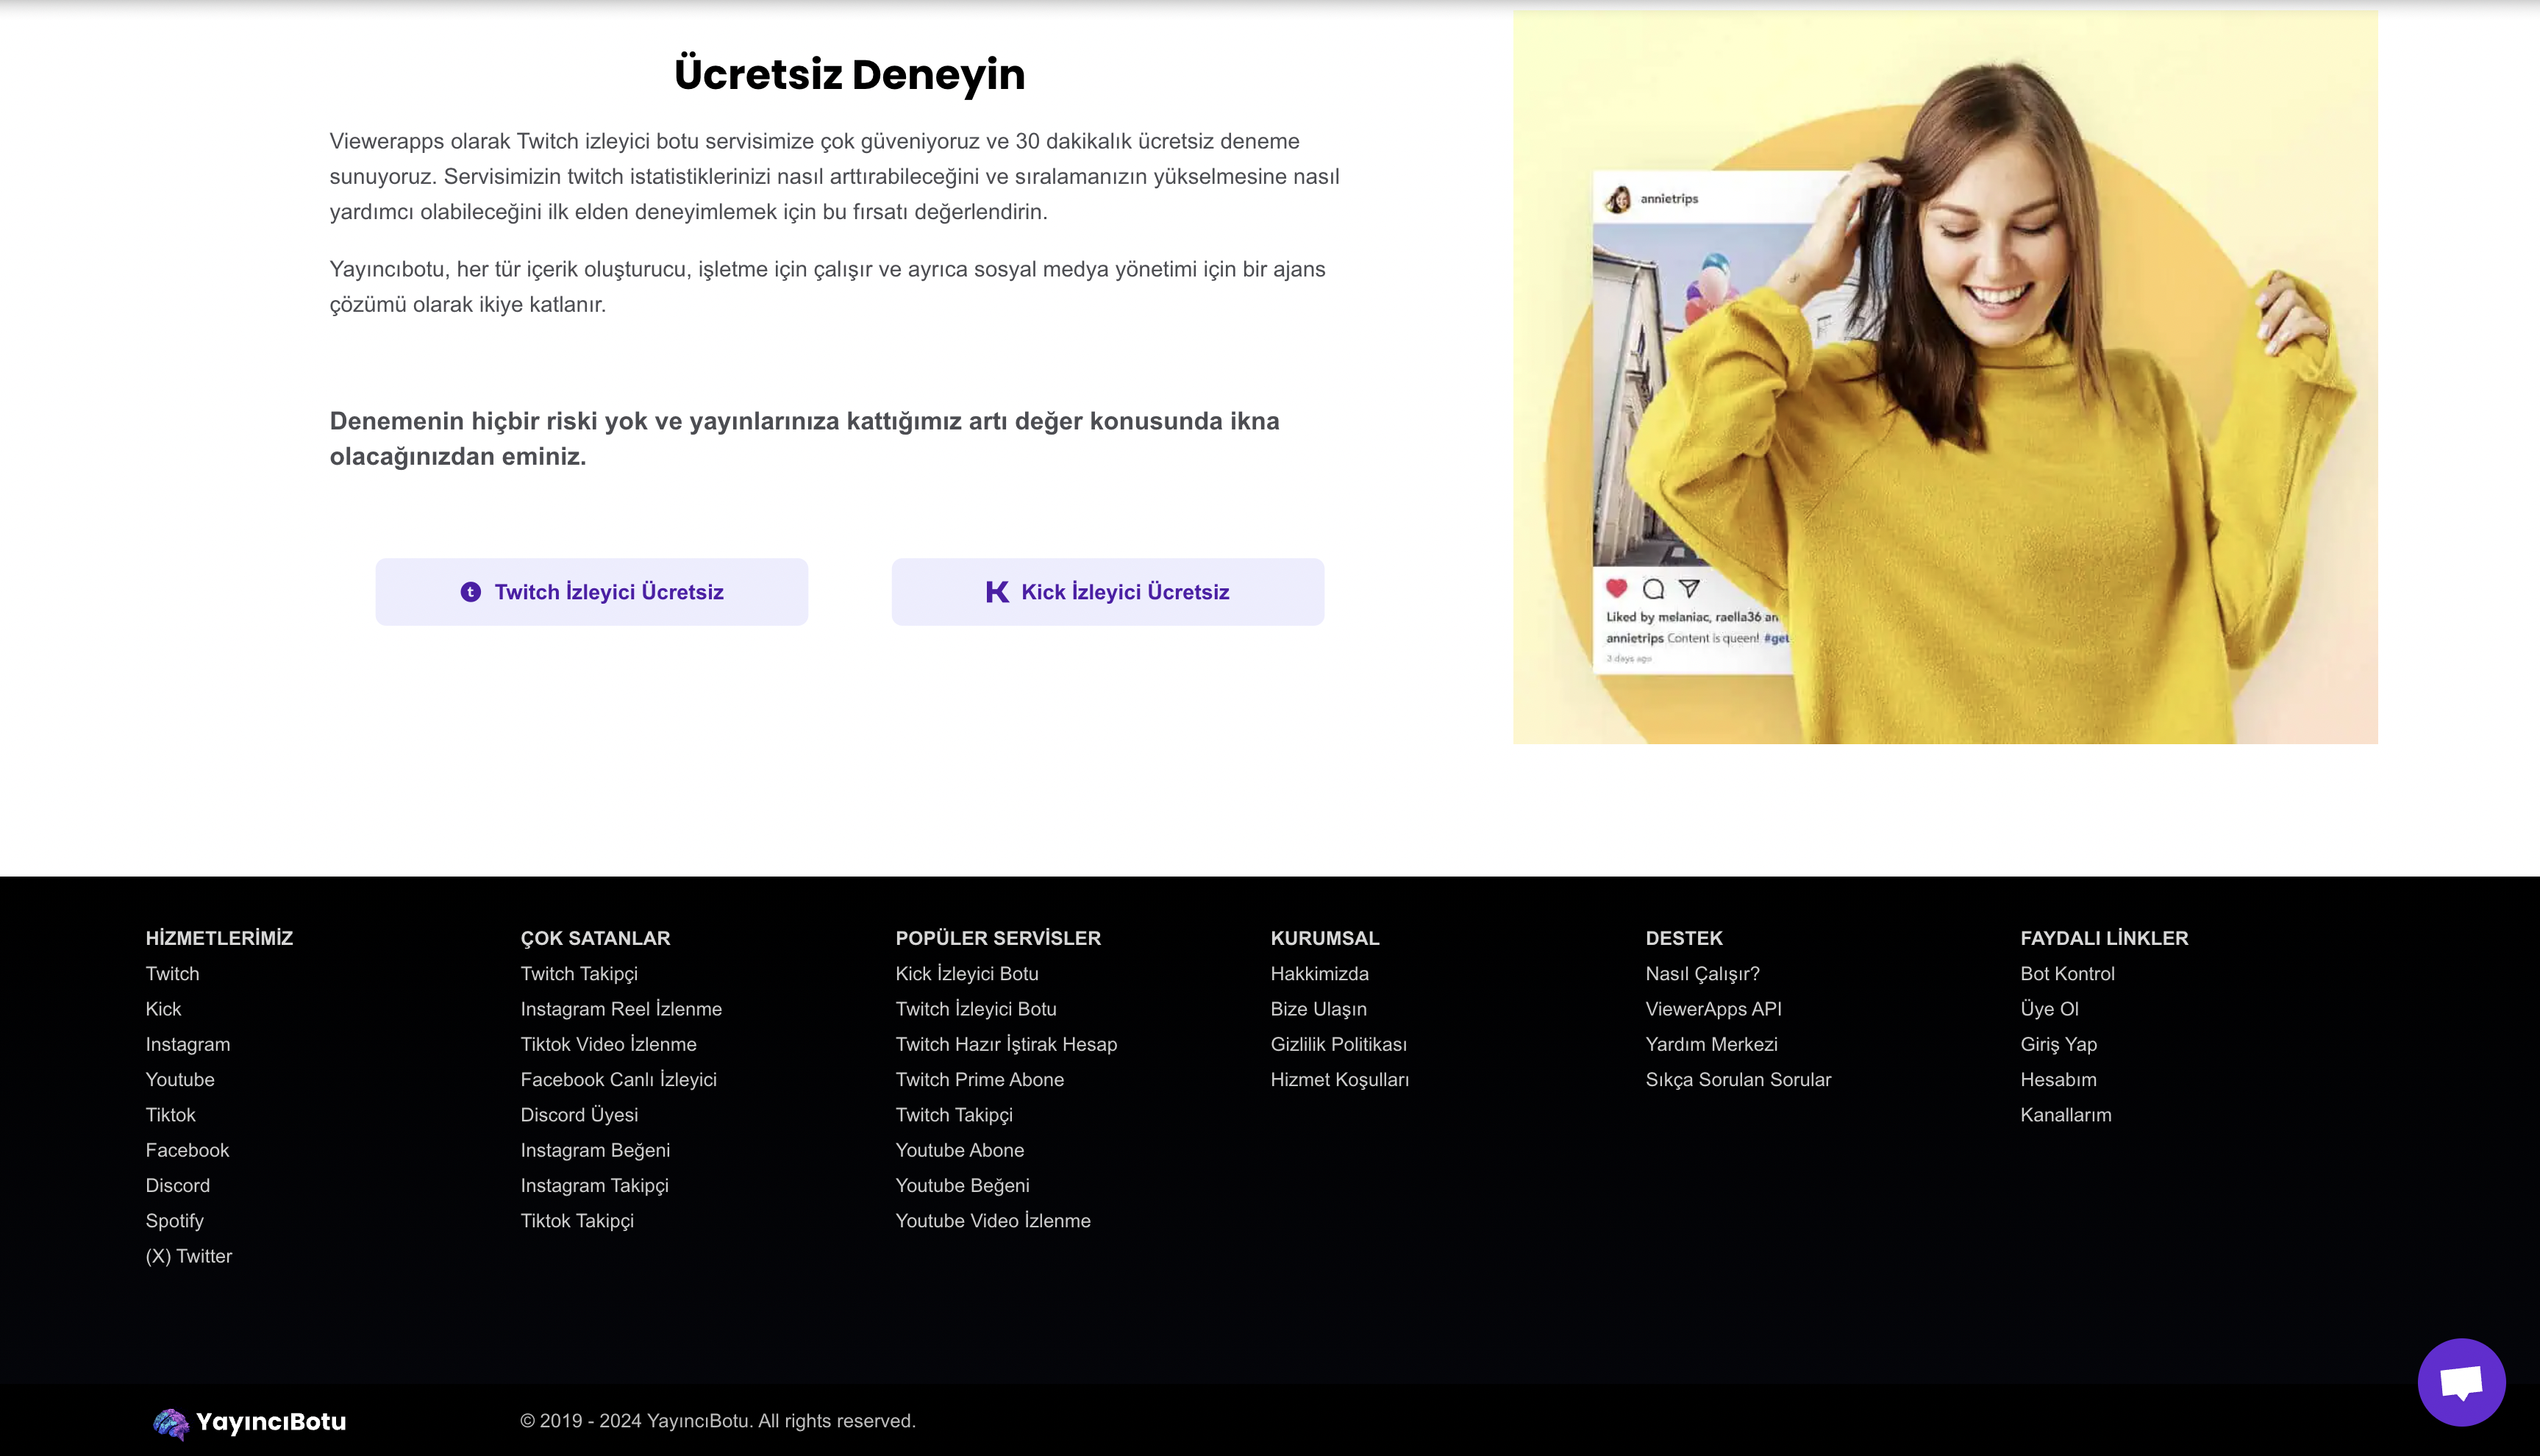 Ücretsiz Deneyin
Viewerapps olarak Twitch izleyici botu servisimize çok güveniyoruz ve 30 dakikalık ücretsiz deneme
sunuyoruz. Servisimizin twitch istatistiklerinizi nasıl arttırabileceğini ve sıralamanızın yükselmesine nasıl
yardımcı olabileceğini ilk elden deneyimlemek için bu fırsatı değerlendirin.
Yayıncıbotu, her tür içerik oluşturucu, işletme için çalışır ve ayrıca sosyal medya yönetimi için bir ajans
çözümü olarak ikiye katlanır.
Denemenin hiçbir riski yok ve yayınlarınıza kattığımız artı değer konusunda ikna
olacağınızdan eminiz.
Twitch İzleyici Ücretsiz
Kick İzleyici Ücretsiz
annietrips
Liked by melaniac, raella36 an
annietrips Content is queen! #get
3 days ago
HİZMETLERİMİZ
Twitch
Kick
Instagram
Youtube
Tiktok
Facebook
Discord
Spotify
(X) Twitter
ÇOK SATANLAR
Twitch Takipçi
Instagram Reel İzlenme
Tiktok Video İzlenme
Facebook Canlı İzleyici
Discord Üyesi
Instagram Beğeni
Instagram Takipçi
Tiktok Takipçi
POPÜLER SERVİSLER
Kick İzleyici Botu
Twitch İzleyici Botu
Twitch Hazır İştirak Hesap
Twitch Prime Abone
Twitch Takipçi
Youtube Abone
Youtube Beğeni
Youtube Video İzlenme
KURUMSAL
Hakkimizda
Bize Ulaşın
Gizlilik Politikası
Hizmet Koşulları
DESTEK
Nasıl Çalışır?
ViewerApps API
Yardım Merkezi
Sıkça Sorulan Sorular
FAYDALI LİNKLER
Bot Kontrol
Üye Ol
Giriş Yap
Hesabım
Kanallarım
YayıncıBotu
© 2019 - 2024 YayıncıBotu. All rights reserved.